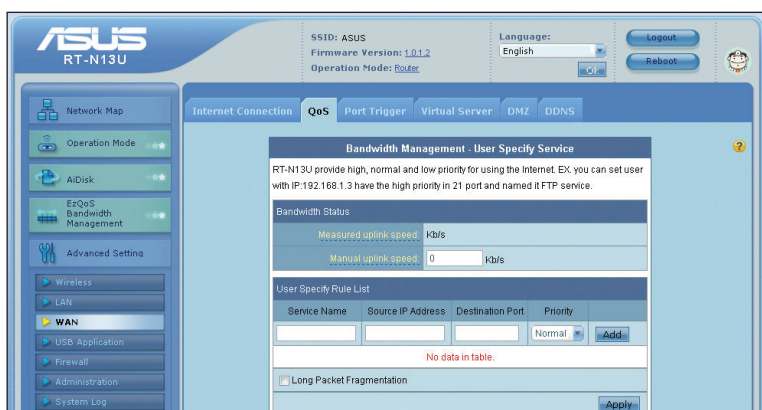 ASUS
RT-N13U
SSID: ASUS
Firmware Version: 1.0.1.2
Operation Mode: Router
Language:
English
Ok
Logout
Reboot
Network Map
Operation Mode
AiDisk
EzQoS
Bandwidth
Management
Advanced Setting
Wireless
LAN
WAN
USB Application
Firewall
Administration
System Log
Internet Connection QoS Port Trigger Virtual Server DMZ DDNS
Bandwidth Management - User Specify Service
RT-N13U provide high, normal and low priority for using the Internet. EX. you can set user
with IP:192.168.1.3 have the high priority in 21 port and named it FTP service.
Bandwidth Status
Measured uplink speed: Kb/s
Manual uplink speed: 0 Kb/s
User Specify Rule List
Service Name Source IP Address Destination Port Priority
Normal Add
No data in table.
Long Packet Fragmentation
Apply
?